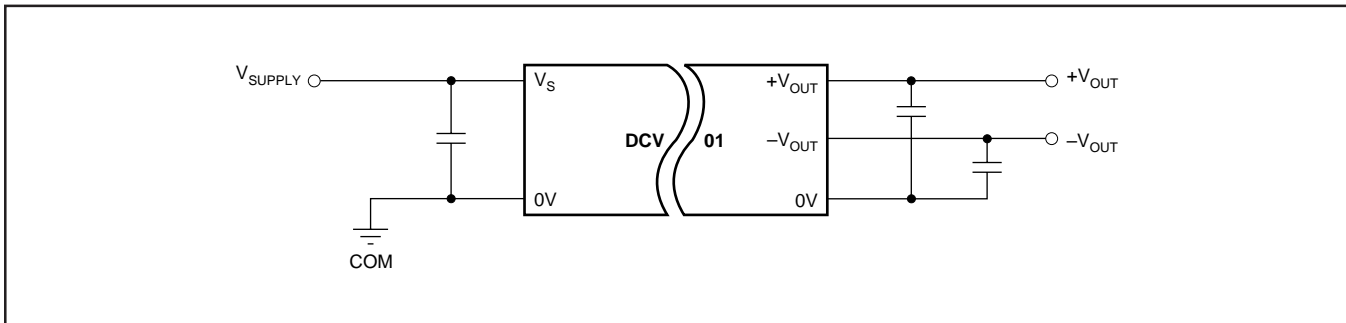 V_SUPPLY
V_S
+V_OUT
+V_OUT
DCV 01
–V_OUT
–V_OUT
0V
0V
COM